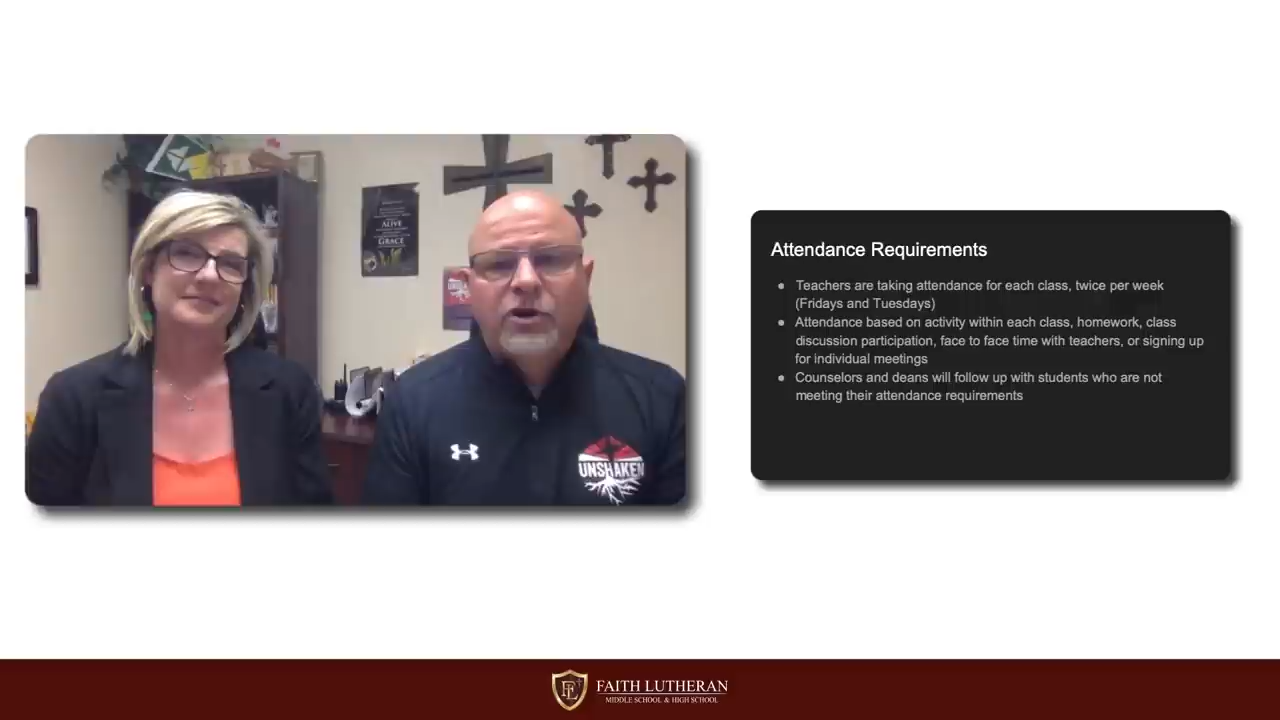 ALIVE
GRACE
UNSHAKEN
Attendance Requirements
● Teachers are taking attendance for each class, twice per week
(Fridays and Tuesdays)
● Attendance based on activity within each class, homework, class
discussion participation, face to face time with teachers, or signing up
for individual meetings
● Counselors and deans will follow up with students who are not
meeting their attendance requirements
FL
FAITH LUTHERAN
MIDDLE SCHOOL & HIGH SCHOOL